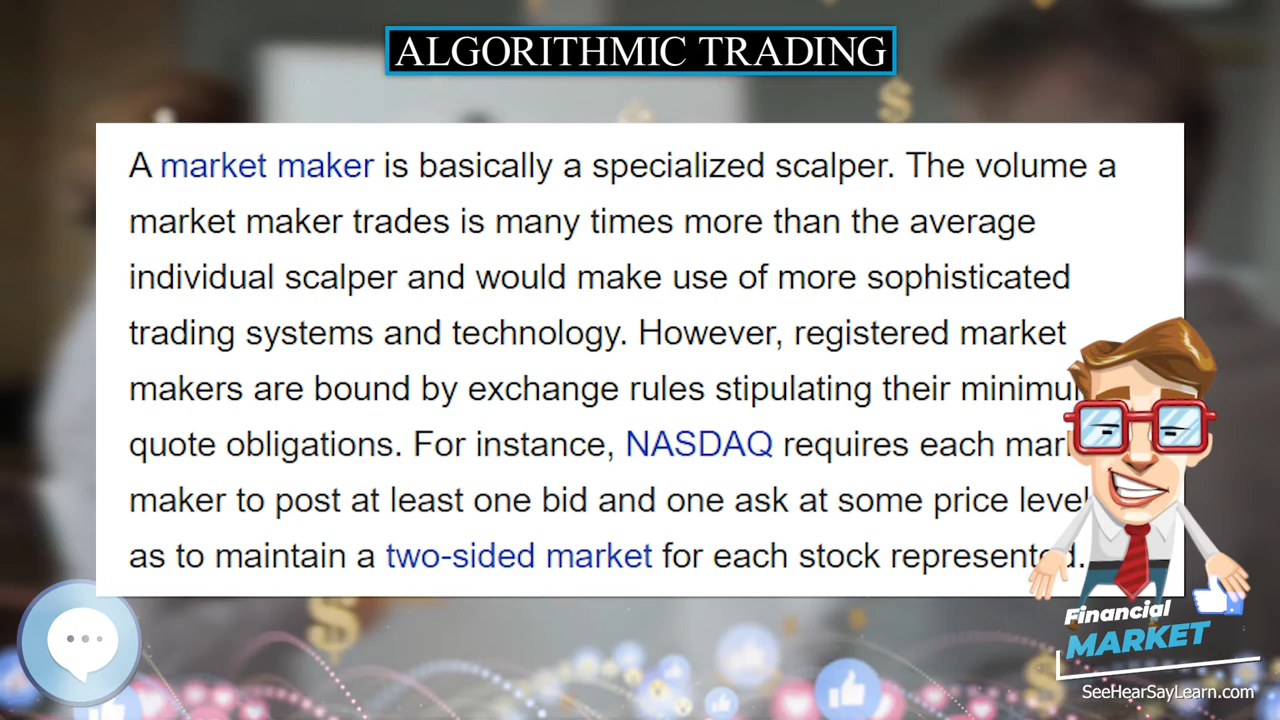 ALGORITHMIC TRADING
A market maker is basically a specialized scalper. The volume a
market maker trades is many times more than the average
individual scalper and would make use of more sophisticated
trading systems and technology. However, registered market
makers are bound by exchange rules stipulating their
quote obligations. For instance, NASDAQ requires each
maker to post at least one bid and one ask at some price level
as to maintain a two-sided market for each stock represented.
Financial
MARKET
SeeHearSayLearn.com